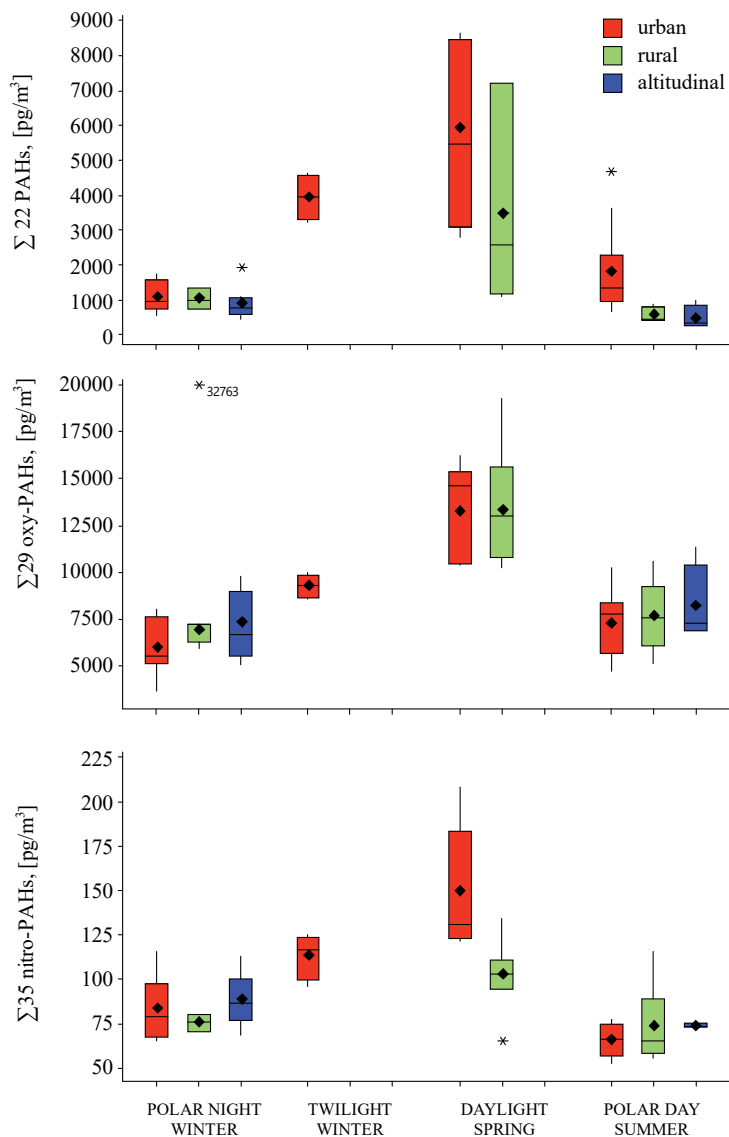 9000
8000
7000
6000
5000
4000
3000
2000
1000
0
∑ 22 PAHs, [pg/m³]
urban
rural
altitudinal
20000
17500
15000
13500
10000
7500
5000
∑29 oxy-PAHs, [pg/m³]
32763
225
175
150
125
100
75
50
∑35 nitro-PAHs, [pg/m³]
POLAR NIGHT WINTER
TWILIGHT WINTER
DAYLIGHT SPRING
POLAR DAY SUMMER